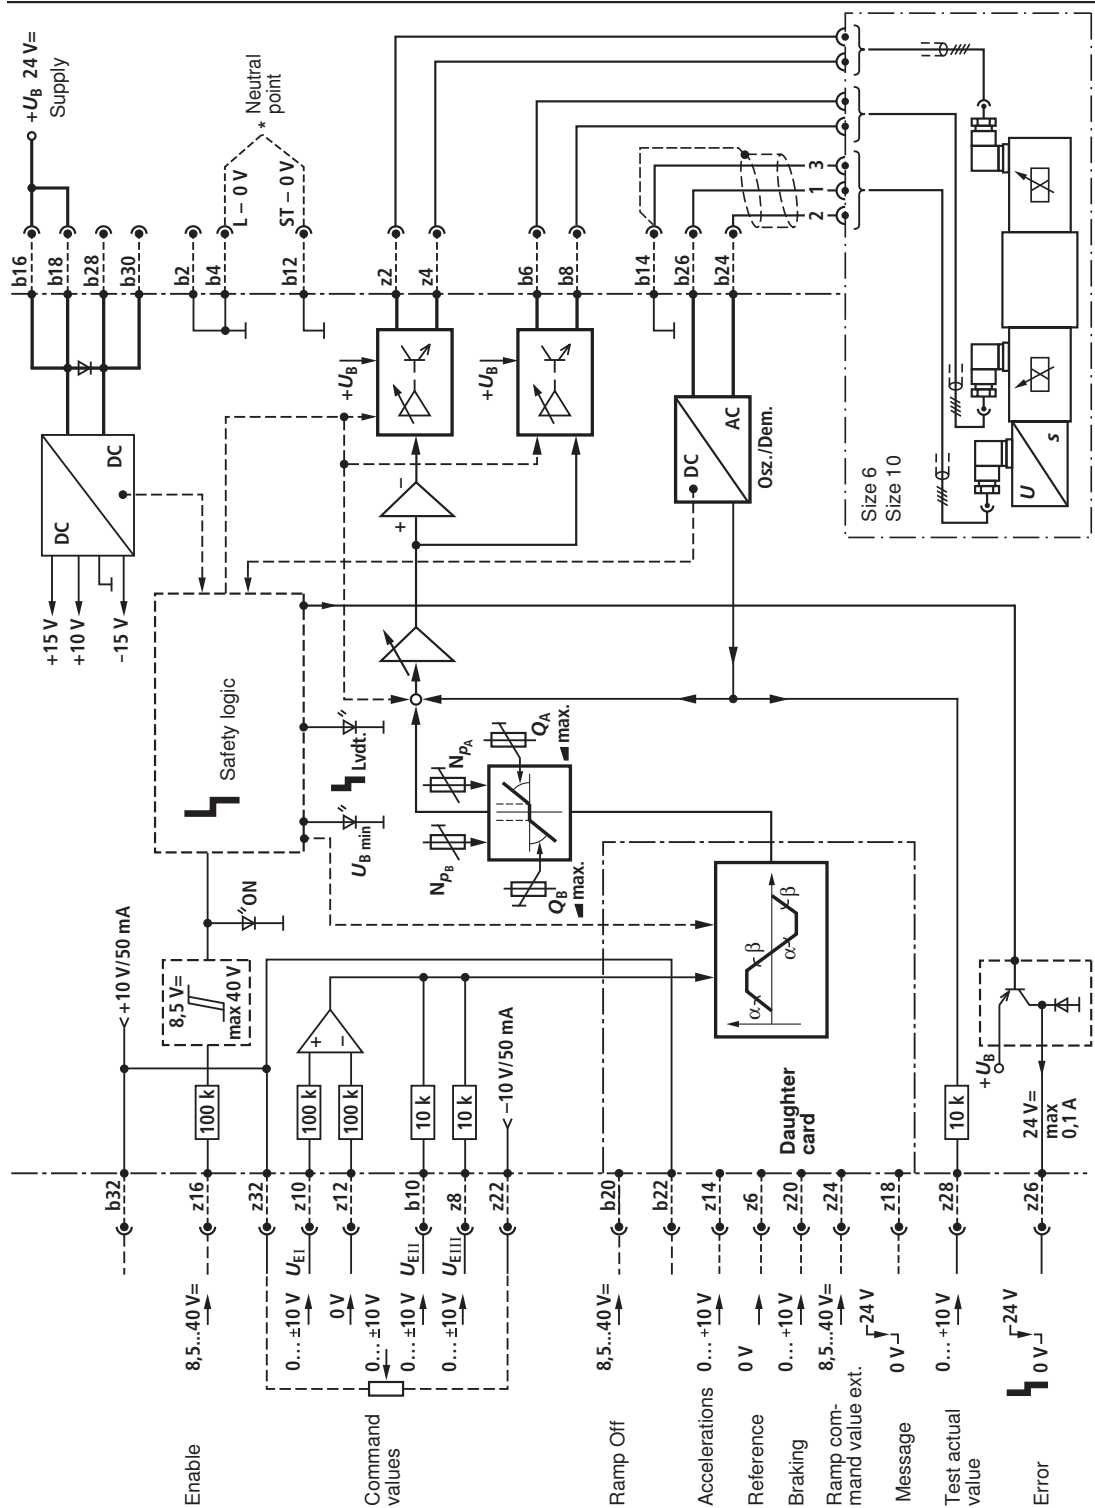 +UB 24 V=
Supply
Neutral
point
*
L – 0 V
ST – 0 V
b16
b18
b28
b30
b2
b4
b12
z2
z4
b6
b8
b14
b26
b24
3
1
2
+UB
+UB
DC
DC
+15 V
+10 V
–15 V
DC
AC
Osz./Dem.
Size 6
Size 10
U
s
–
+
Safety logic
UB min
Lvdt.
NpB
NpA
QA
max.
QB
max.
ON
+10 V/50 mA
8,5 V=
max 40 V
100 k
100 k
100 k
10 k
10 k
+
–
–10 V/50 mA
α
β
α
β
Daughter
card
10 k
+UB
24 V=
max
0,1 A
b32
z16
z32
z10
z12
b10
z8
z22
b20
b22
z14
z6
z20
z24
z18
z28
z26
UEI
UEII
UEIII
8,5...40 V=
0... ±10 V
0 V
0... ±10 V
0... ±10 V
0... ±10 V
8,5...40 V=
0... +10 V
0 V
0... +10 V
8,5...40 V=
24 V
0 V
0... +10 V
24 V
0 V
Enable
Command
values
Ramp Off
Accelerations
Reference
Braking
Ramp com-
mand value ext.
Message
Test actual
value
Error